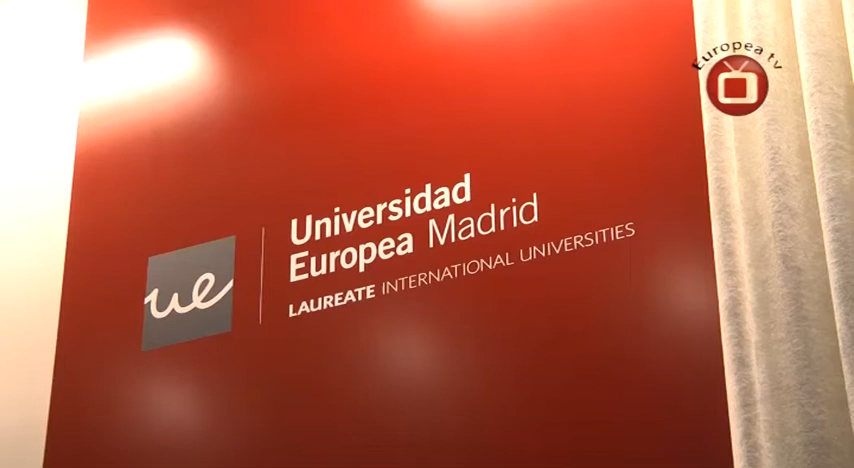 Europea tv
Universidad
Europea Madrid
LAUREATE INTERNATIONAL UNIVERSITIES
ue